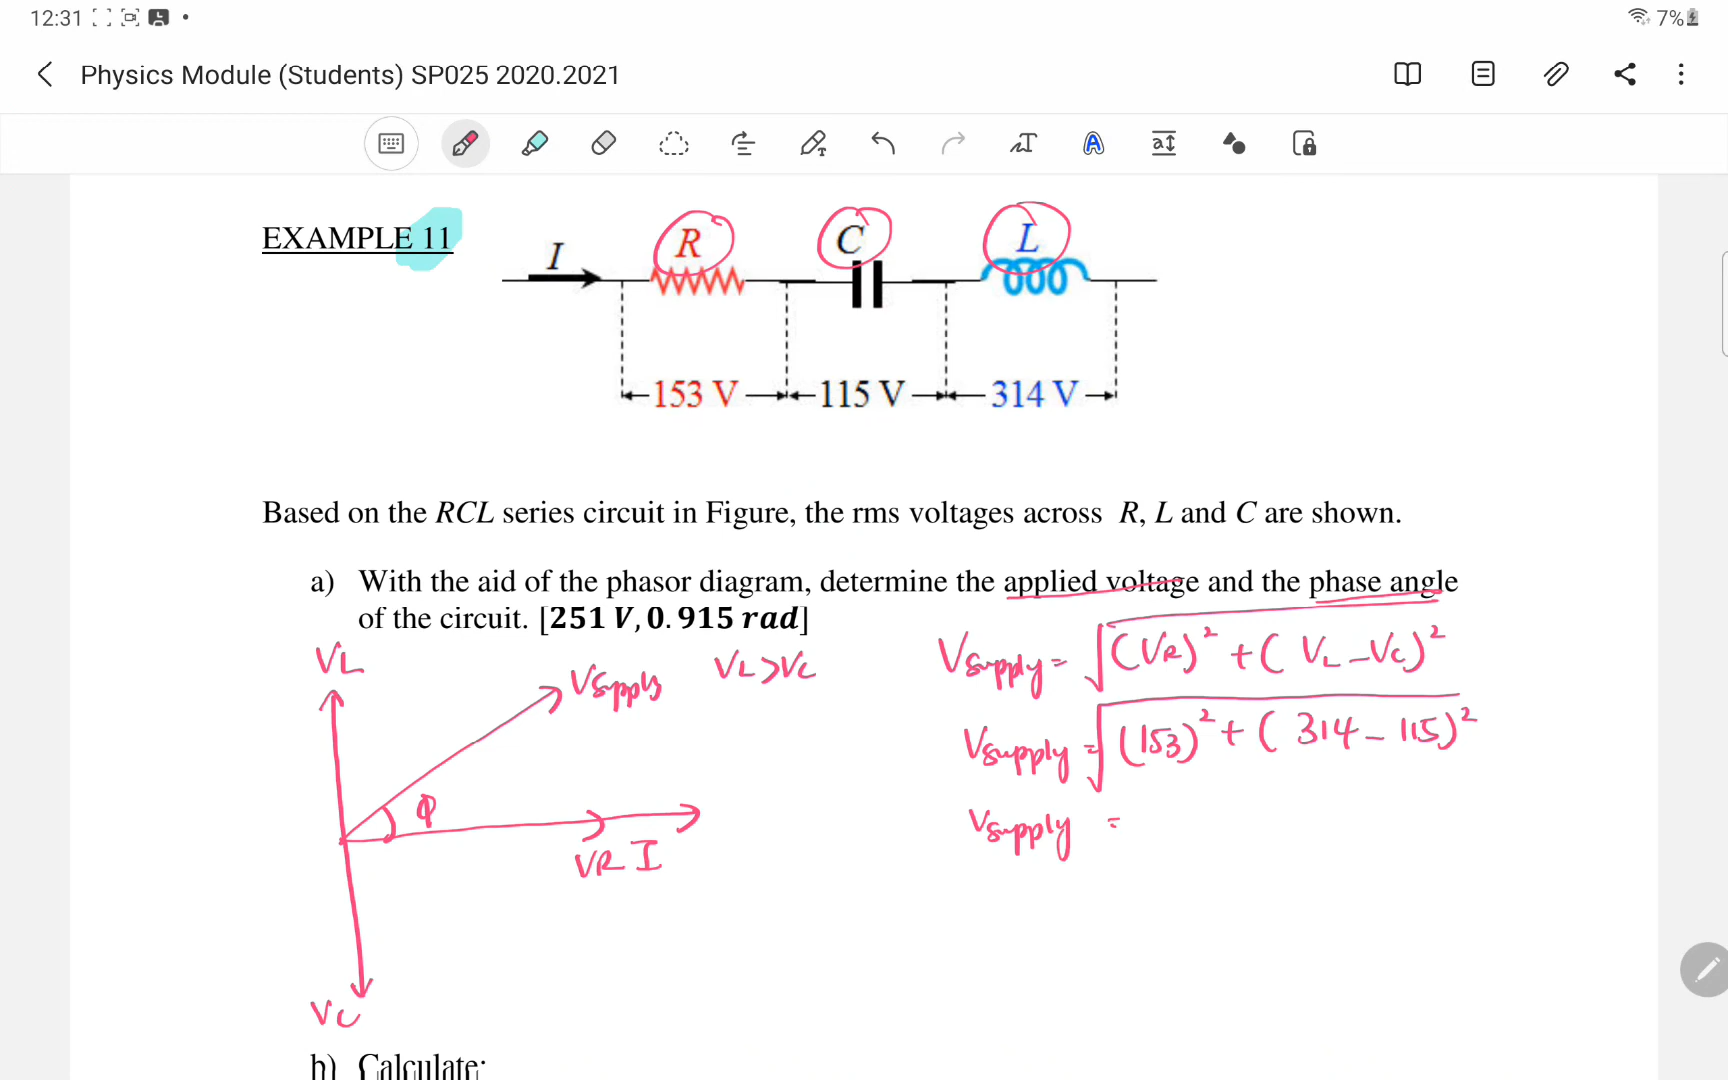 12:31
7%
Physics Module (Students) SP025 2020.2021
EXAMPLE 11
I R C L
153 V 115 V 314 V
Based on the RCL series circuit in Figure, the rms voltages across R, L and C are shown.
a) With the aid of the phasor diagram, determine the applied voltage and the phase angle
of the circuit. [251 V, 0.915 rad]
VL
Vsupply
VL>VC
Vsupply = √(VR)² + (VL - VC)²
Vsupply = √(153)² + (314 - 115)²
Vsupply =
Φ
VR I
VC
b) Calculate: